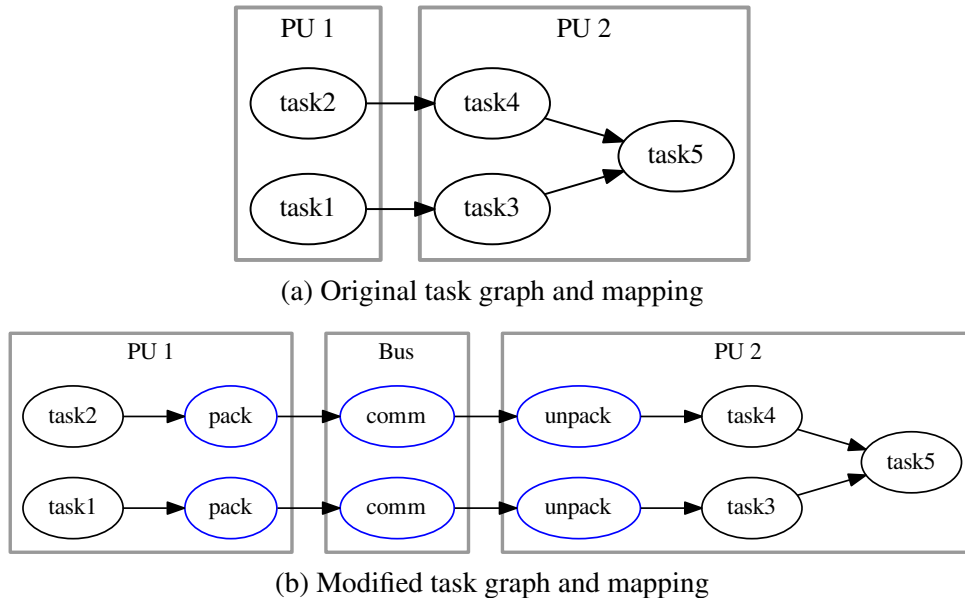 PU 1 PU 2
task2 task4
task5
task1 task3
(a) Original task graph and mapping
PU 1 Bus PU 2
task2 pack comm unpack task4
task5
task1 pack comm unpack task3
(b) Modified task graph and mapping